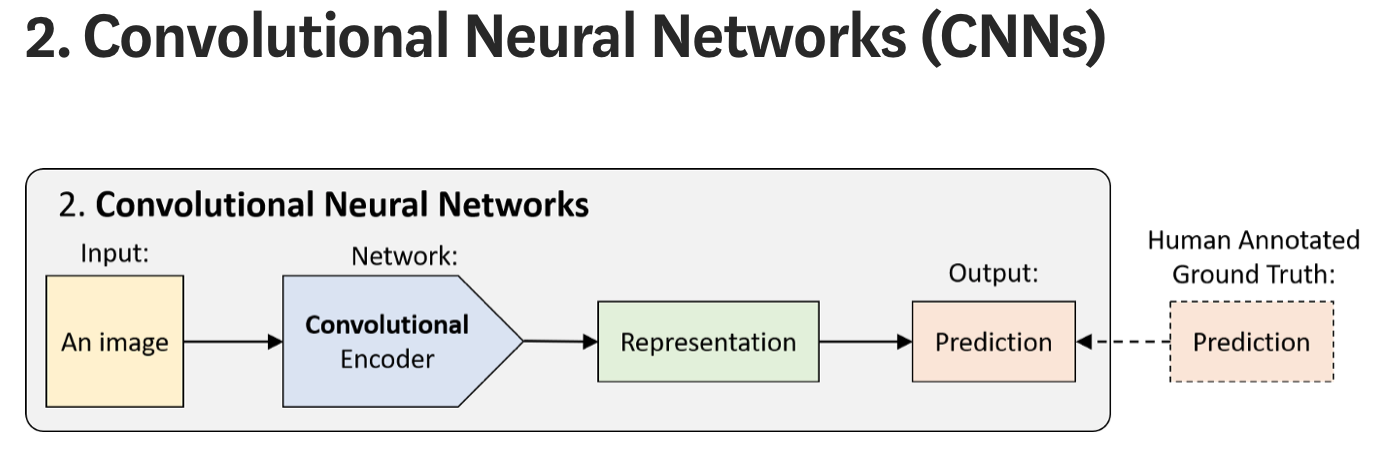 2. Convolutional Neural Networks (CNNs)
2. Convolutional Neural Networks
Input:
An image
Network:
Convolutional
Encoder
Representation
Output:
Prediction
Human Annotated
Ground Truth:
Prediction